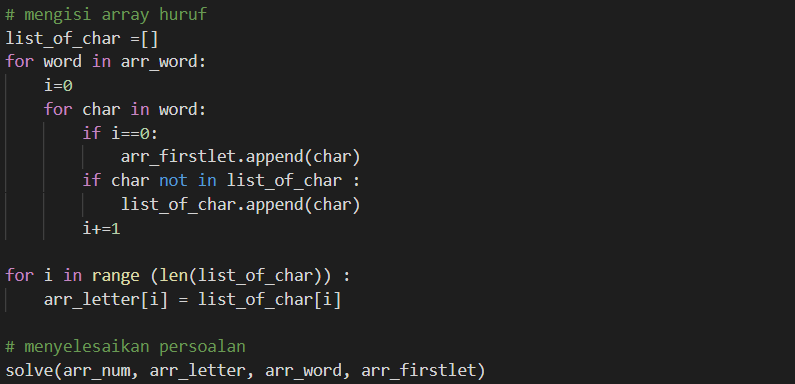 # mengisi array huruf
list_of_char =[]
for word in arr_word:
    i=0
    for char in word:
        if i==0:
            arr_firstlet.append(char)
        if char not in list_of_char :
            list_of_char.append(char)
        i+=1

for i in range (len(list_of_char)) :
    arr_letter[i] = list_of_char[i]

# menyelesaikan persoalan
solve(arr_num, arr_letter, arr_word, arr_firstlet)